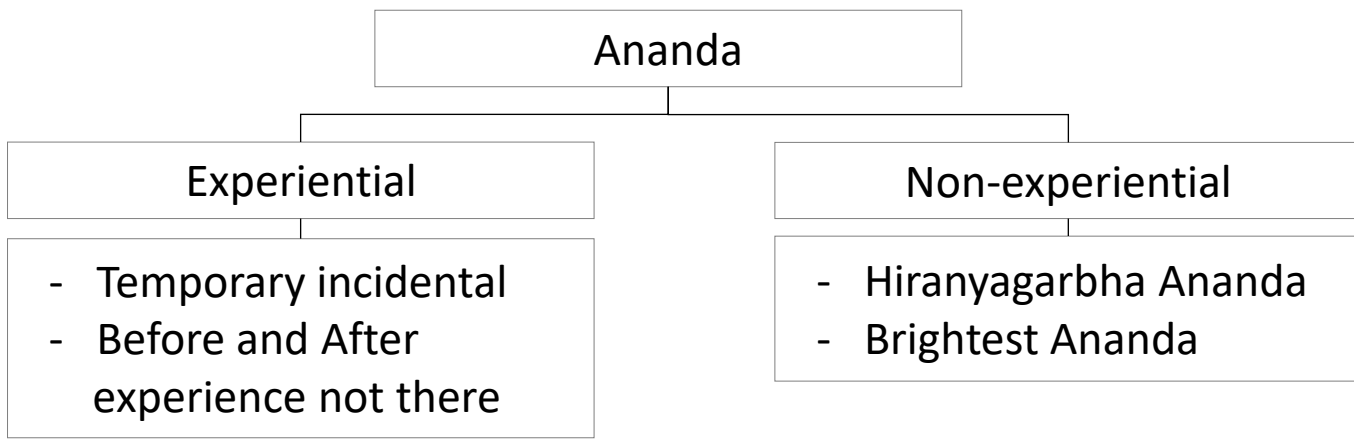 Ananda
Experiential
Non-experiential
- Temporary incidental
- Before and After
experience not there
- Hiranyagarbha Ananda
- Brightest Ananda